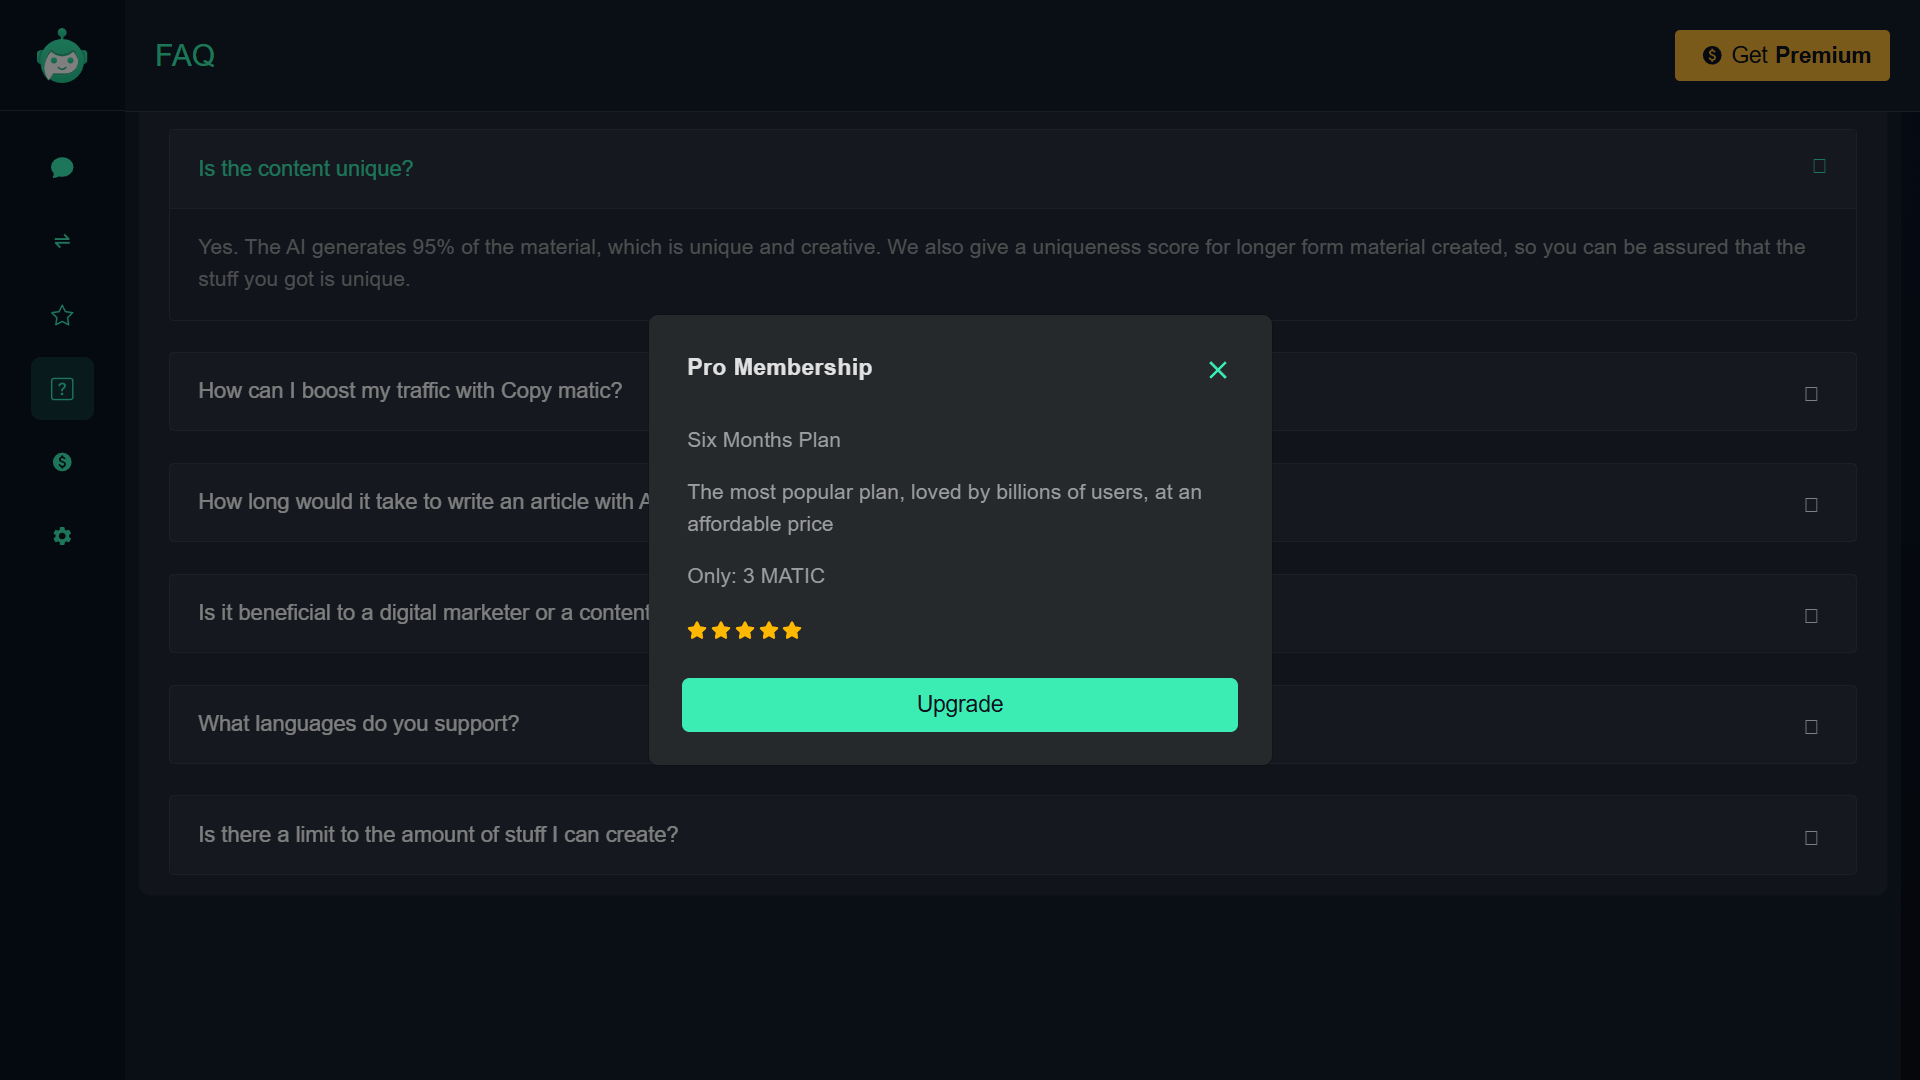 FAQ
Get Premium
Is the content unique?
Yes. The AI generates 95% of the material, which is unique and creative. We also give a uniqueness score for longer form material created, so you can be assured that the
stuff you got is unique.
How can I boost my traffic with Copy matic?
How long would it take to write an article with
Is it beneficial to a digital marketer or a content
What languages do you support?
Is there a limit to the amount of stuff I can create?
Pro Membership
Six Months Plan
The most popular plan, loved by billions of users, at an
affordable price
Only: 3 MATIC
Upgrade